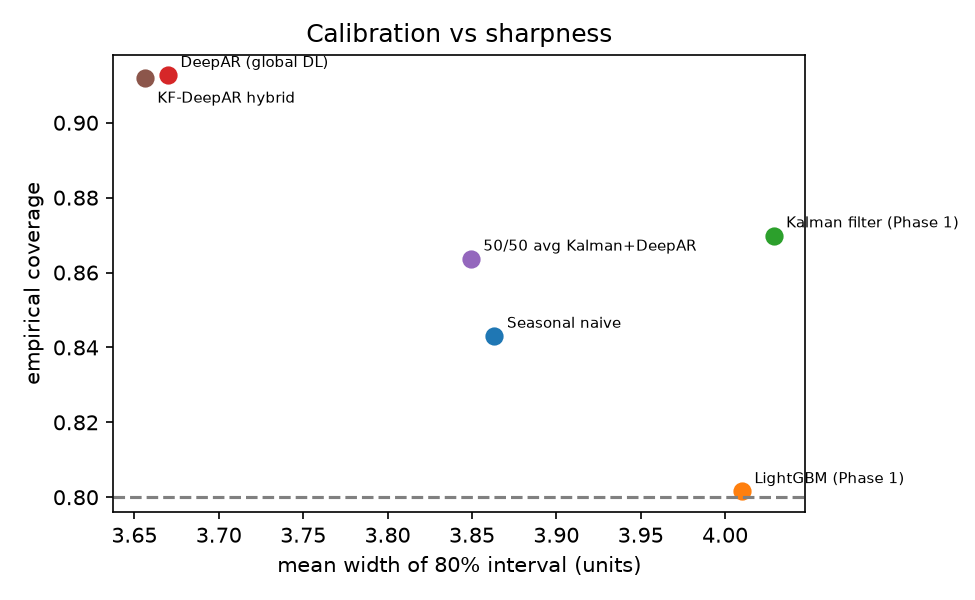 Calibration vs sharpness
DeepAR (global DL)
KF-DeepAR hybrid
Kalman filter (Phase 1)
50/50 avg Kalman+DeepAR
Seasonal naive
LightGBM (Phase 1)
empirical coverage
0.90
0.88
0.86
0.84
0.82
0.80
3.65 3.70 3.75 3.80 3.85 3.90 3.95 4.00
mean width of 80% interval (units)